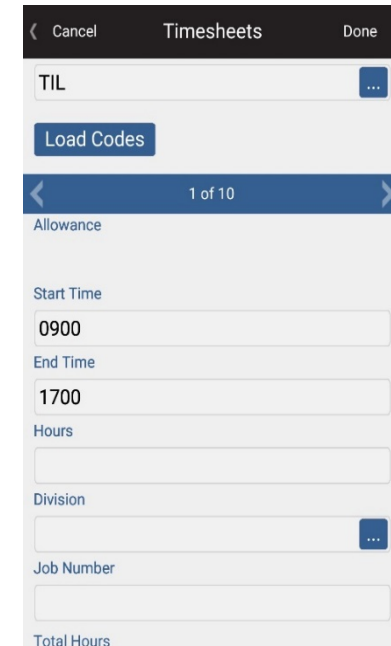 Cancel Timesheets Done
TIL ...
Load Codes
1 of 10
Allowance
Start Time
0900
End Time
1700
Hours
Division
...
Job Number
Total Hours